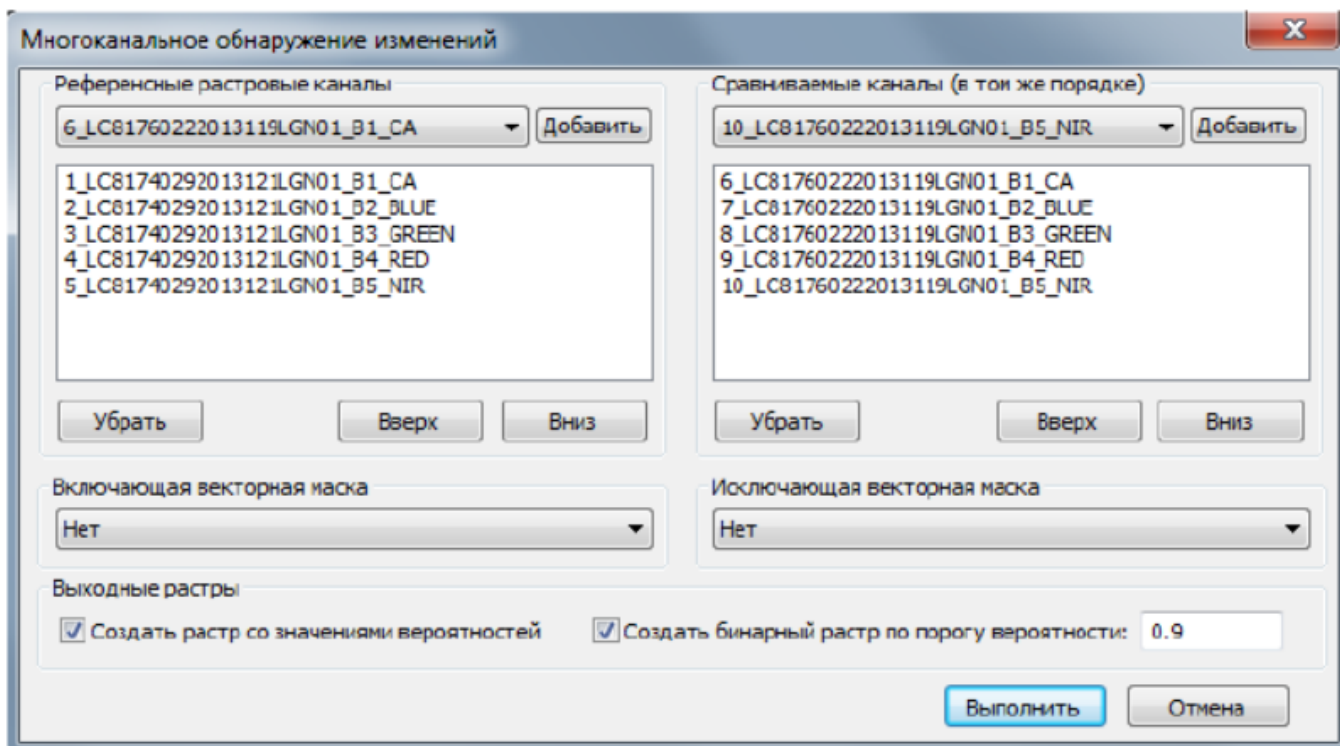 Многоканальное обнаружение изменений
Референсные растровые каналы
6_LC81760222013119LGN01_B1_CA
Добавить
1_LC81740292013121LGN01_B1_CA
2_LC81740292013121LGN01_B2_BLUE
3_LC81740292013121LGN01_B3_GREEN
4_LC81740292013121LGN01_B4_RED
5_LC81740292013121LGN01_B5_NIR
Убрать Вверх Вниз
Сравниваемые каналы (в том же порядке)
10_LC81760222013119LGN01_B5_NIR
Добавить
6_LC81760222013119LGN01_B1_CA
7_LC81760222013119LGN01_B2_BLUE
8_LC81760222013119LGN01_B3_GREEN
9_LC81760222013119LGN01_B4_RED
10_LC81760222013119LGN01_B5_NIR
Убрать Вверх Вниз
Включающая векторная маска
Нет
Исключающая векторная маска
Нет
Выходные растры
Создать растр со значениями вероятностей
Создать бинарный растр по порогу вероятности: 0.9
Выполнить Отмена